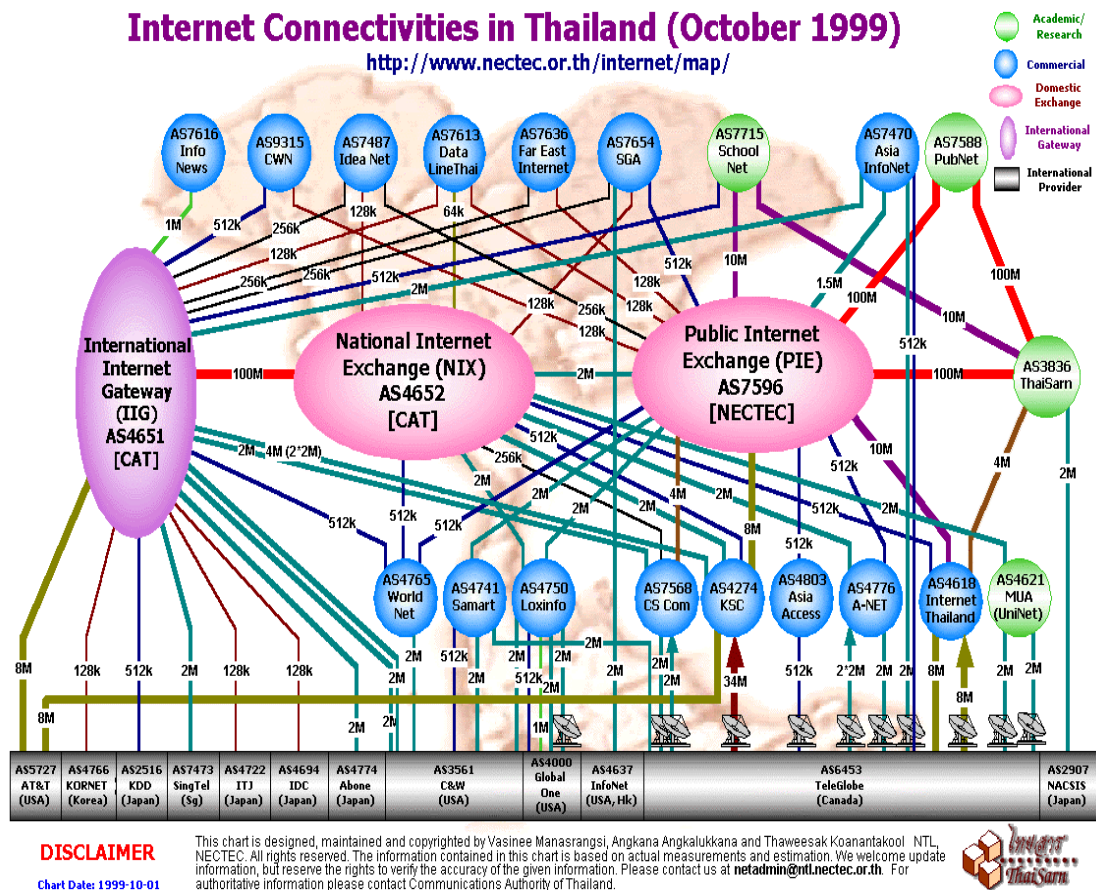 Internet Connectivities in Thailand (October 1999)
http://www.nectec.or.th/internet/map/
Academic/
Research
Commercial
Domestic
Exchange
International
Gateway
International
Provider
AS7616
Info
News
AS9315
CWN
AS7487
Idea Net
AS7613
Data
LineThai
AS7636
Far East
Internet
AS7654
SGA
AS7715
School
Net
AS7470
Asia
InfoNet
AS7588
PubNet
1M
512k
256k
128k
128k
64k
256k
256k
512k
2M
128k
256k
128k
128k
128k
512k
10M
1.5M
100M
512k
10M
100M
International
Internet
Gateway
(IIG)
AS4651
[CAT]
100M
National Internet
Exchange (NIX)
AS4652
[CAT]
2M
Public Internet
Exchange (PIE)
AS7596
[NECTEC]
100M
AS3836
ThaiSarn
2M
4M (2*2M)
512k
512k
512k
2M
256k
512k
2M
2M
2M
4M
2M
8M
512k
512k
10M
512k
2M
4M
2M
2M
AS4765
World
Net
AS4741
Samart
AS4750
Loxinfo
AS7568
CS Com
AS4274
KSC
AS4803
Asia
Access
AS4776
A-NET
AS4618
Internet
Thailand
AS4621
MUA
(UniNet)
8M
8M
128k
512k
2M
128k
128k
2M
2M
2M
2M
512k
2M
2M
512k
2M
1M
2M
2M
2M
2M
34M
512k
2*2M
2M
2M
8M
8M
2M
2M
AS5727
AT&T
(USA)
AS4766
KORNET
(Korea)
AS2516
KDD
(Japan)
AS7473
SingTel
(Sg)
AS4722
ITJ
(Japan)
AS4694
IDC
(Japan)
AS4774
Abone
(Japan)
AS3561
C&W
(USA)
AS4000
Global
One
(USA)
AS4637
InfoNet
(USA, Hk)
AS6453
TeleGlobe
(Canada)
AS2907
NACSIS
(Japan)
DISCLAIMER
Chart Date: 1999-10-01
This chart is designed, maintained and copyrighted by Vasinee Manasrangsi, Angkana Angkalukkana and Thaweesak Koanantakool NTL,
NECTEC. All rights reserved. The information contained in this chart is based on actual measurements and estimation. We welcome update
information, but reserve the rights to verify the accuracy of the given information. Please contact us at netadmin@ntl.nectec.or.th. For
authoritative information please contact Communications Authority of Thailand.
ThaiSarn